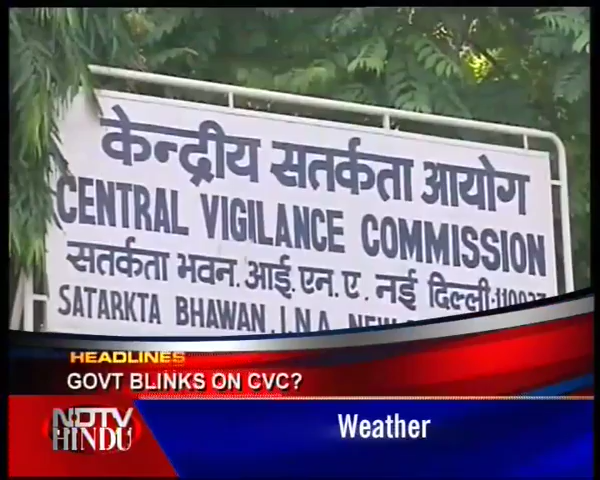 केन्द्रीय सतर्कता आयोग
CENTRAL VIGILANCE COMMISSION
सतर्कता भवन. आई.एन. ए. नई दिल्ली-
SATARKTA BHAWAN, I.N.A.
HEADLINES
GOVT BLINKS ON CVC?
NDTV
HINDU
Weather